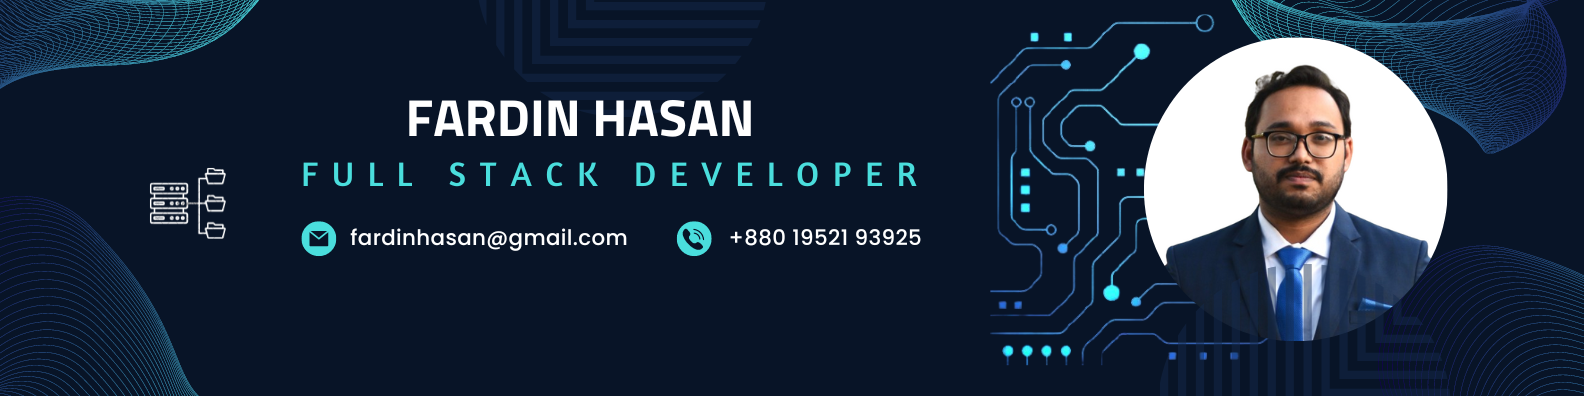 FARDIN HASAN
FULL STACK DEVELOPER
fardinhasan@gmail.com +880 19521 93925